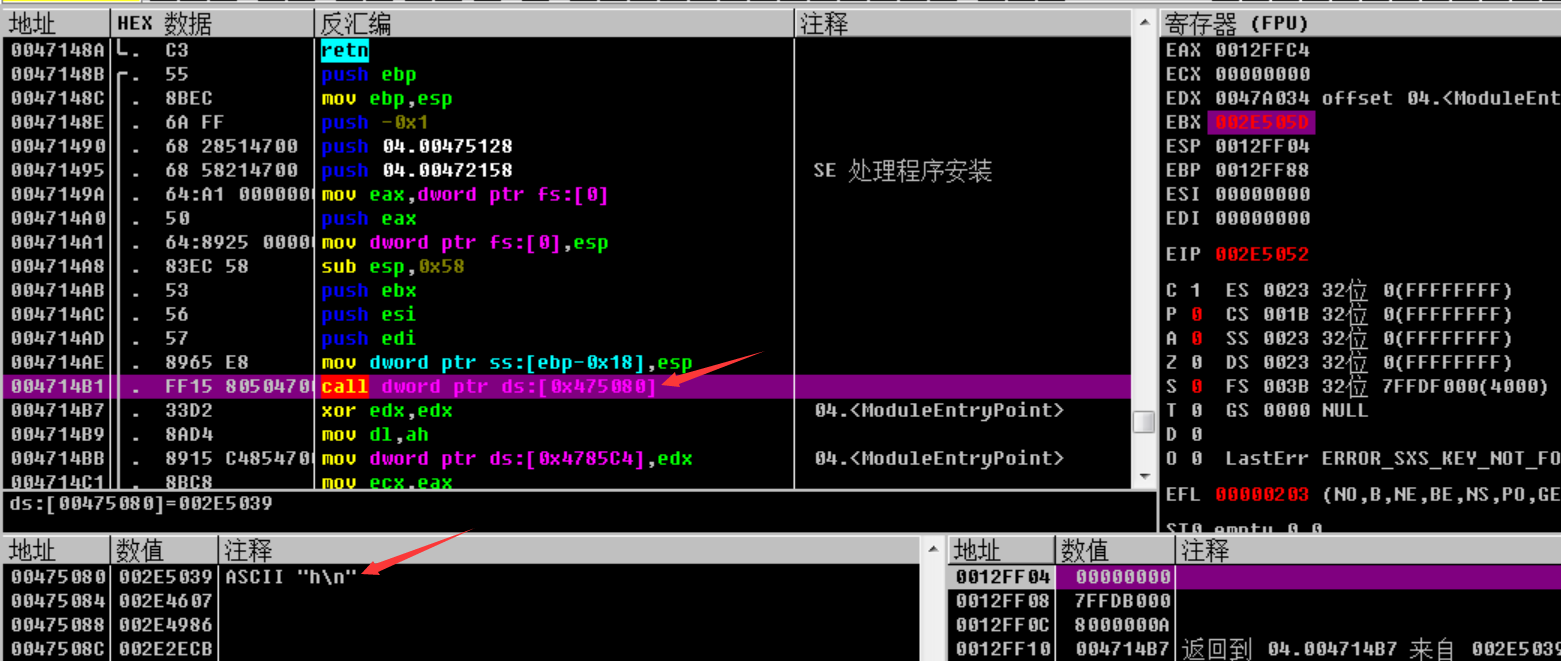 地址 HEX 数据 反汇编 注释
0047148A . C3 retn
0047148B . 55 push ebp
0047148C . 8BEC mov ebp,esp
0047148E . 6A FF push -0x1
00471490 . 68 28514700 push 04.00475128
00471495 . 68 58214700 push 04.00472158 SE 处理程序安装
0047149A . 64:A1 000000 mov eax,dword ptr fs:[0]
004714A0 . 50 push eax
004714A1 . 64:8925 0000 mov dword ptr fs:[0],esp
004714A8 . 83EC 58 sub esp,0x58
004714AB . 53 push ebx
004714AC . 56 push esi
004714AD . 57 push edi
004714AE . 8965 E8 mov dword ptr ss:[ebp-0x18],esp
004714B1 . FF15 8050470 call dword ptr ds:[0x475080]
004714B7 . 33D2 xor edx,edx 04.<ModuleEntryPoint>
004714B9 . 8AD4 mov dl,ah
004714BB . 8915 C485470 mov dword ptr ds:[0x4785C4],edx 04.<ModuleEntryPoint>
004714C1 . 8BC8 mov ecx,eax
ds:[00475080]=002E5039
寄存器 (FPU)
EAX 0012FFC4
ECX 00000000
EDX 0047A034 offset 04.<ModuleEnt
EBX 002E505D
ESP 0012FF04
EBP 0012FF88
ESI 00000000
EDI 00000000
EIP 002E5052
C 1 ES 0023 32位 0(FFFFFFFF)
P 0 CS 001B 32位 0(FFFFFFFF)
A 0 SS 0023 32位 0(FFFFFFFF)
Z 0 DS 0023 32位 0(FFFFFFFF)
S 0 FS 003B 32位 7FFDF000(4000)
T 0 GS 0000 NULL
D 0
O 0 LastErr ERROR_SXS_KEY_NOT_FO
EFL 00000203 (NO,B,NE,BE,NS,PO,GE
ST0 empty 0.0
地址 数值 注释
00475080 002E5039 ASCII "h\n"
00475084 002E4607
00475088 002E4986
0047508C 002E2ECB
地址 数值 注释
0012FF04 00000000
0012FF08 7FFDB000
0012FF0C 8000000A
0012FF10 004714B7 返回到 04.004714B7 来自 002E5039